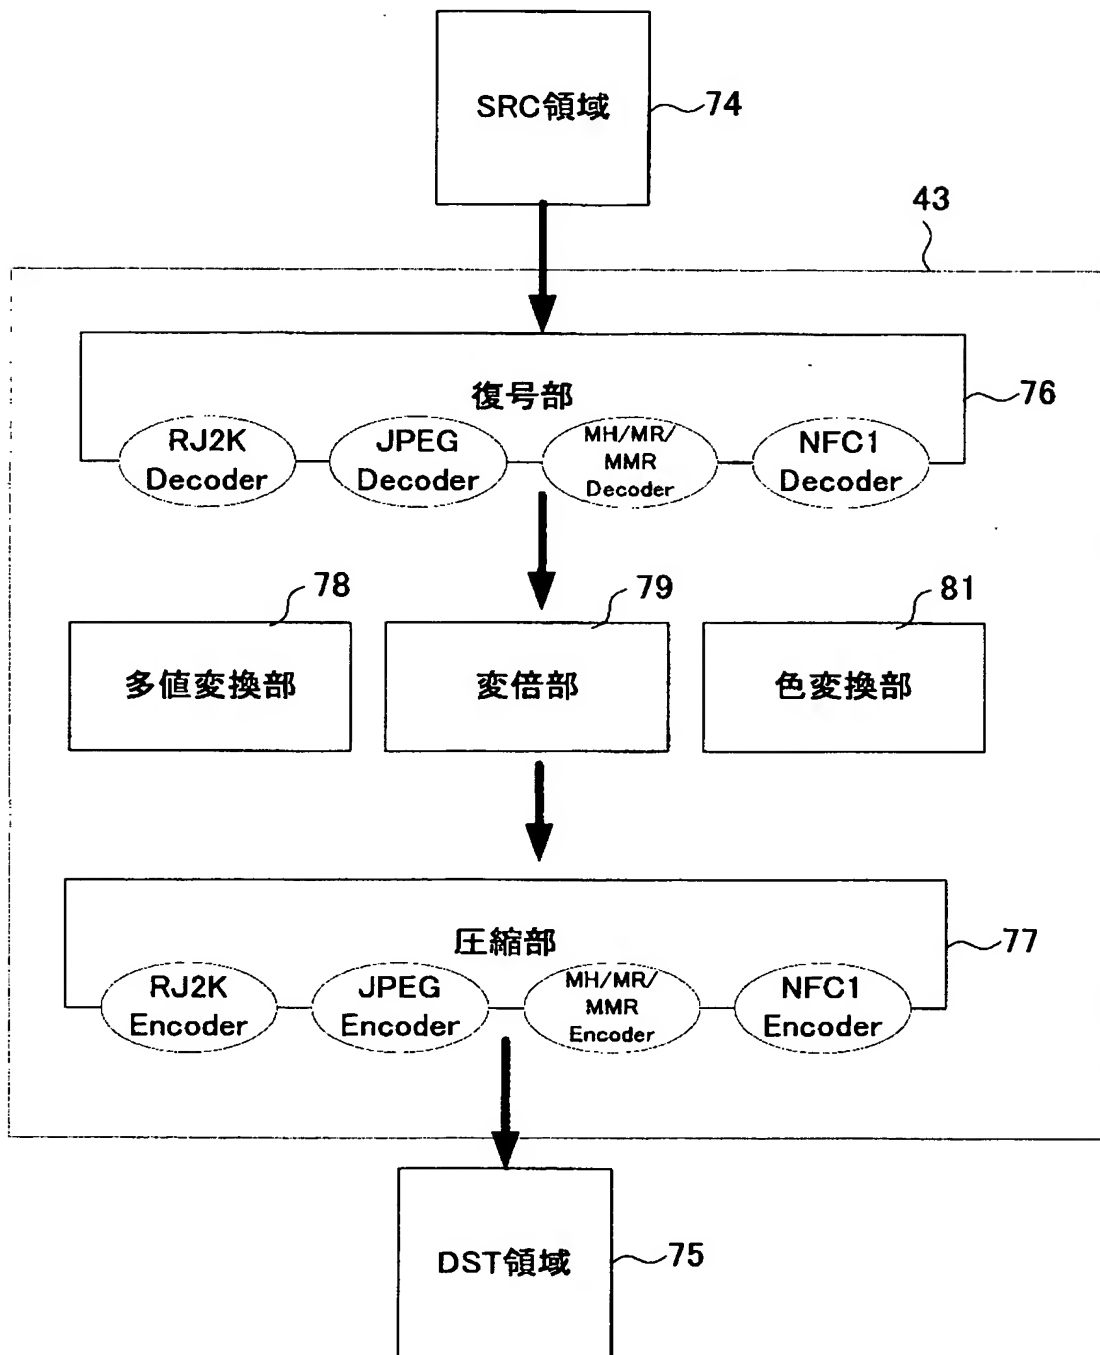 SRC領域
74
43
復号部
76
RJ2K
Decoder
JPEG
Decoder
MH/MR/
MMR
Decoder
NFC1
Decoder
78
79
81
多値変換部
変倍部
色変換部
圧縮部
77
RJ2K
Encoder
JPEG
Encoder
MH/MR/
MMR
Encoder
NFC1
Encoder
DST領域
75